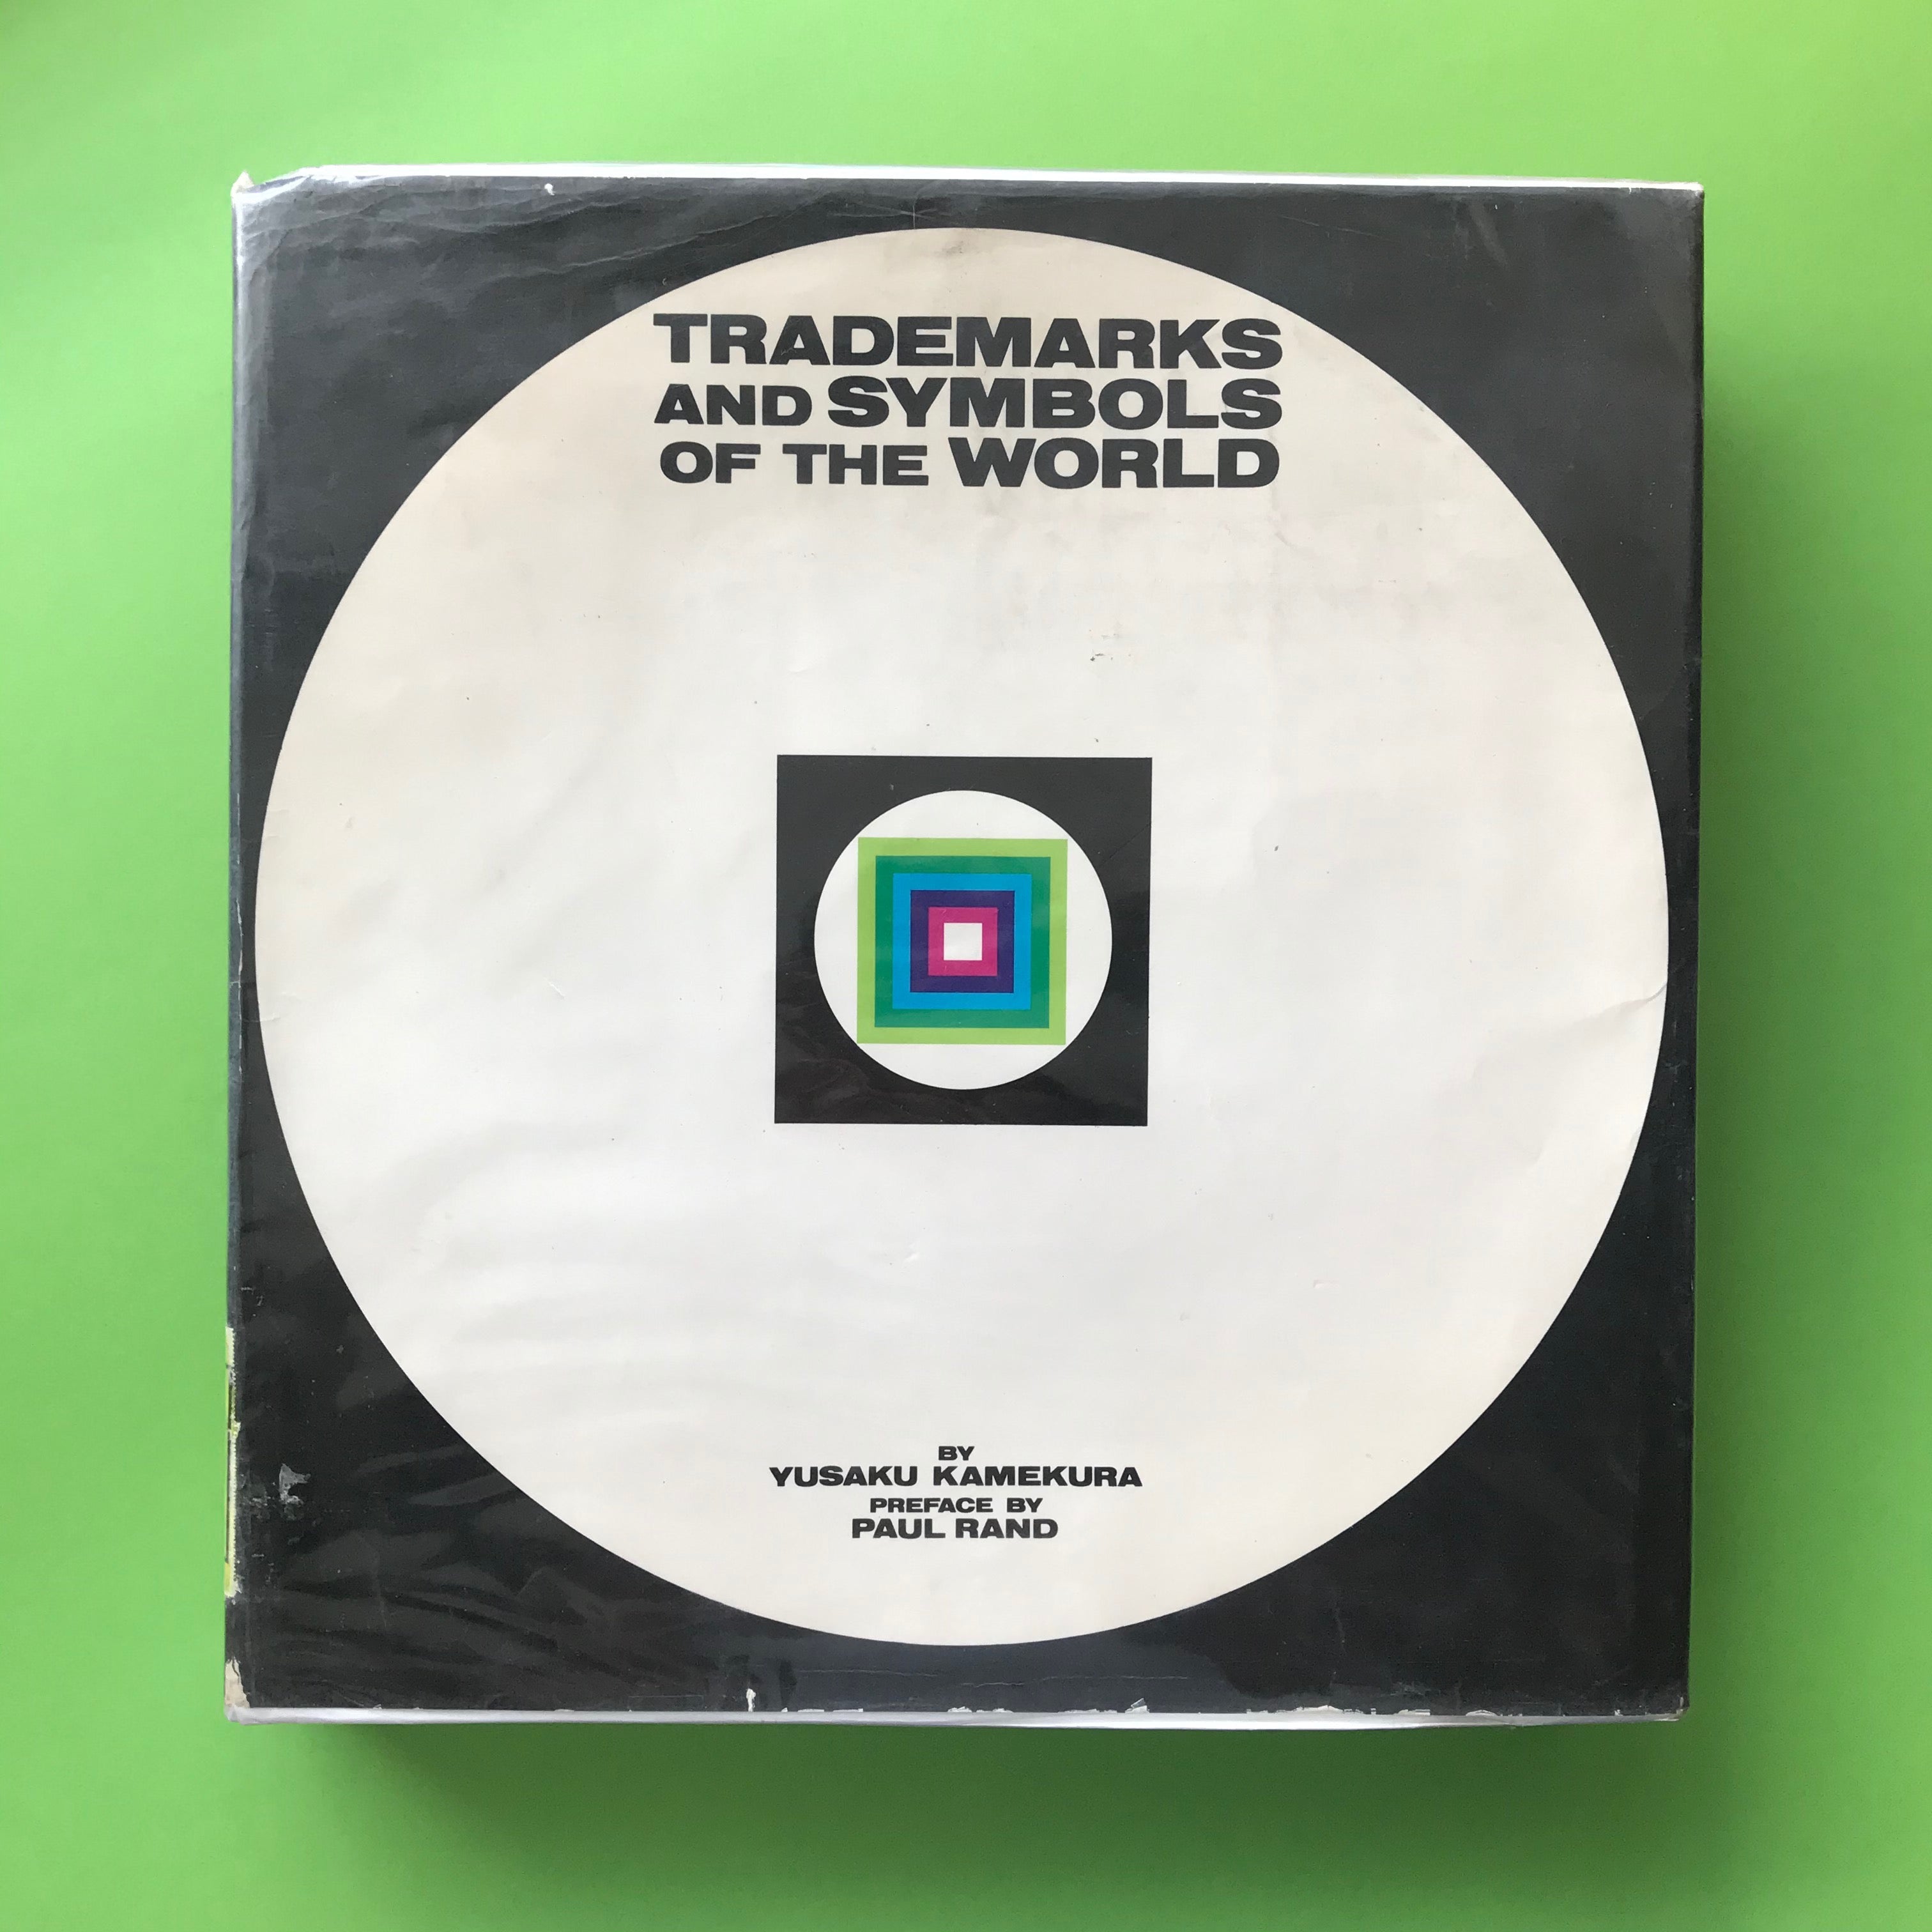 TRADEMARKS
AND SYMBOLS
OF THE WORLD
BY
YUSAKU KAMEKURA
PREFACE BY
PAUL RAND